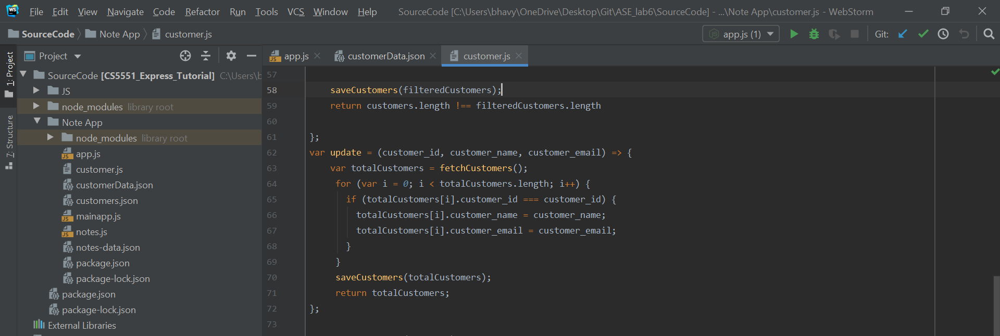 WS File Edit View Navigate Code Refactor Run Tools VCS Window Help SourceCode [C:\Users\bhavy\OneDrive\Desktop\Git\ASE_lab6\SourceCode] - ...\Note App\customer.js - WebStorm
SourceCode Note App customer.js app.js (1) Git:
1: Project
7: Structure
Project
SourceCode [CS5551_Express_Tutorial] C:\Users\b
JS
node_modules library root
Note App
node_modules library root
app.js
customer.js
customerData.json
customers.json
mainapp.js
notes.js
notes-data.json
package.json
package-lock.json
package.json
package-lock.json
External Libraries
app.js customerData.json customer.js
57
58 saveCustomers(filteredCustomers);
59 return customers.length !== filteredCustomers.length
60
61 };
62 var update = (customer_id, customer_name, customer_email) => {
63 var totalCustomers = fetchCustomers();
64 for (var i = 0; i < totalCustomers.length; i++) {
65 if (totalCustomers[i].customer_id === customer_id) {
66 totalCustomers[i].customer_name = customer_name;
67 totalCustomers[i].customer_email = customer_email;
68 }
69 }
70 saveCustomers(totalCustomers);
71 return totalCustomers;
72 };
73